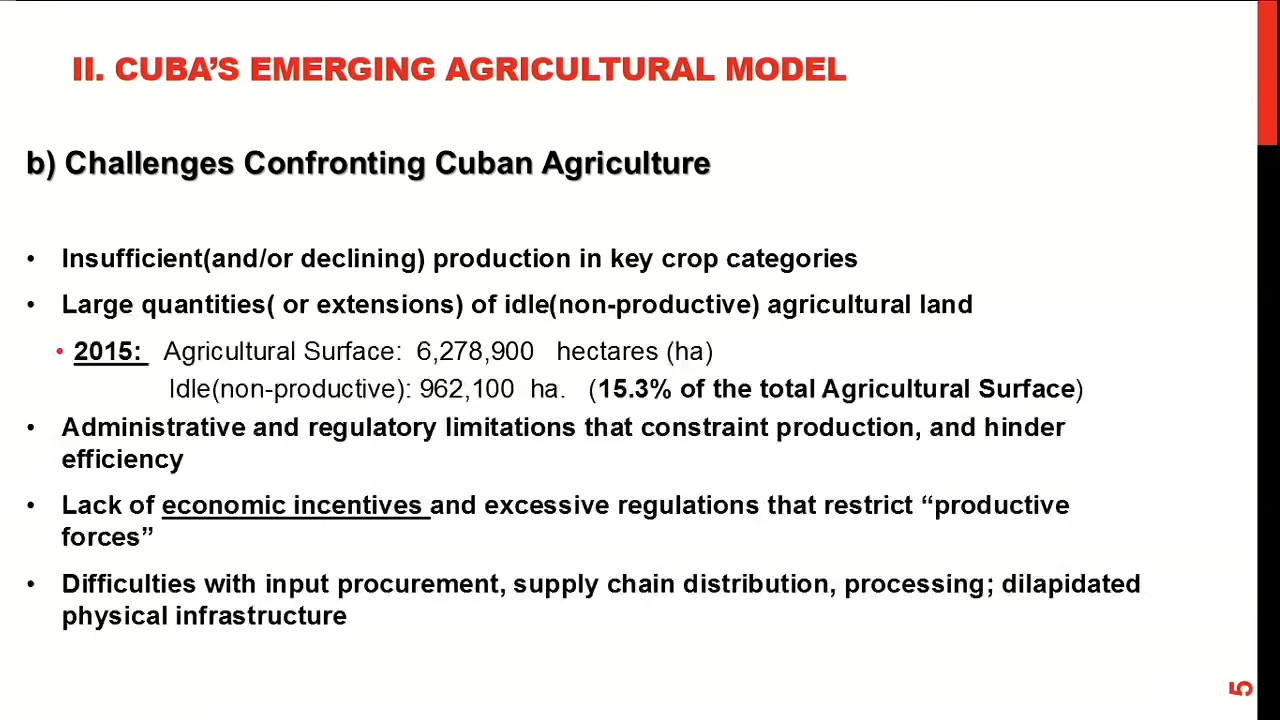 II. CUBA’S EMERGING AGRICULTURAL MODEL
b) Challenges Confronting Cuban Agriculture
• Insufficient(and/or declining) production in key crop categories
• Large quantities( or extensions) of idle(non-productive) agricultural land
• 2015: Agricultural Surface: 6,278,900 hectares (ha)
Idle(non-productive): 962,100 ha. (15.3% of the total Agricultural Surface)
• Administrative and regulatory limitations that constraint production, and hinder
efficiency
• Lack of economic incentives and excessive regulations that restrict “productive
forces”
• Difficulties with input procurement, supply chain distribution, processing; dilapidated
physical infrastructure
5